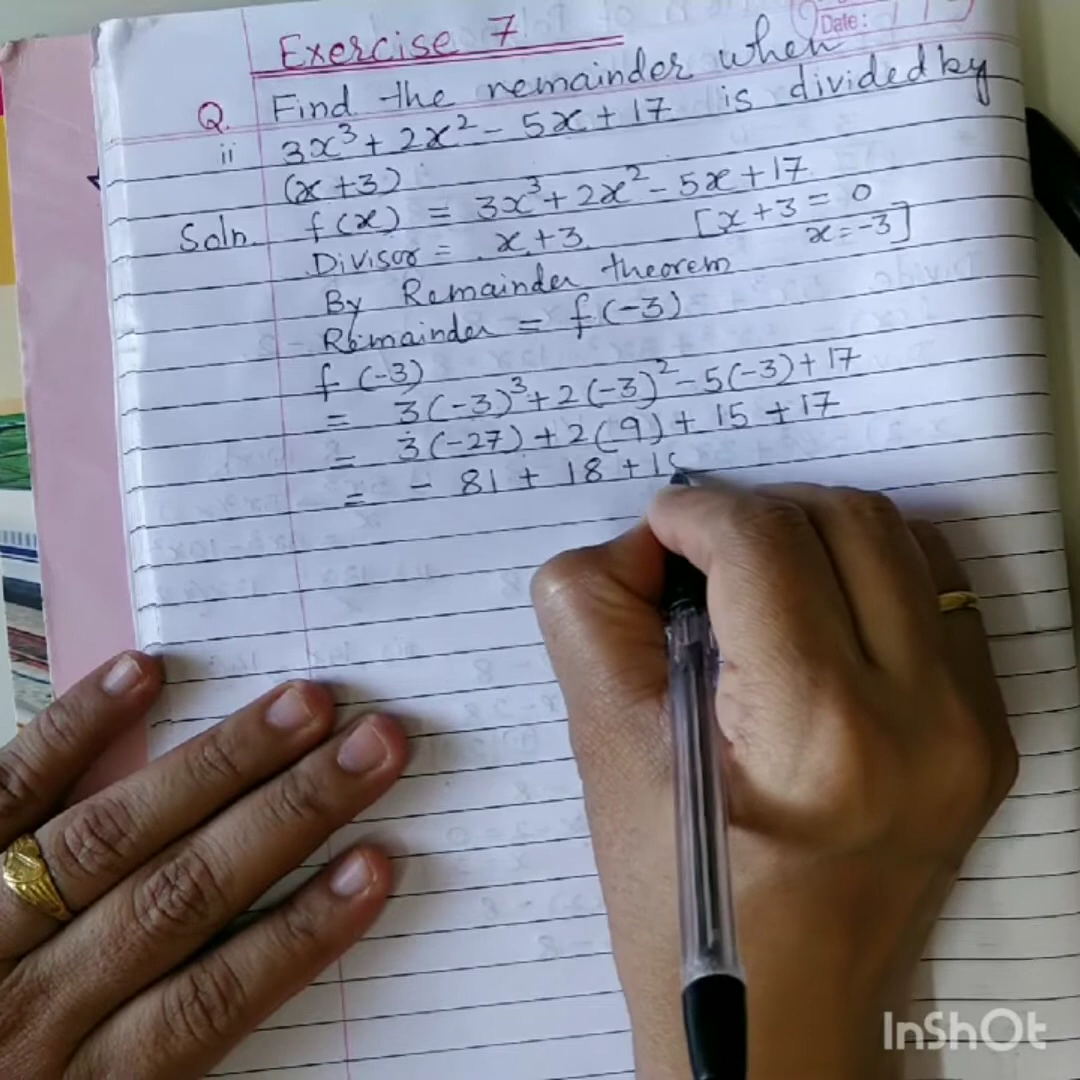 Date:
Exercise 7
Q. Find the remainder when
ii 3x³ + 2x² - 5x + 17 is divided by
(x + 3)
Soln. f(x) = 3x³ + 2x² - 5x + 17
Divisor = x + 3 [x + 3 = 0
x = -3]
By Remainder theorem
Remainder = f(-3)
f(-3)
= 3(-3)³ + 2(-3)² - 5(-3) + 17
= 3(-27) + 2(9) + 15 + 17
= - 81 + 18 + 1
InShOt